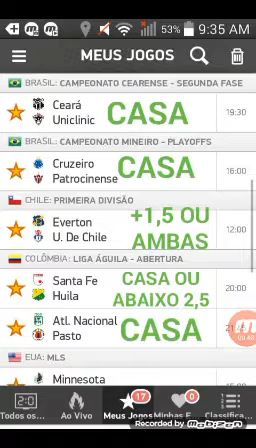 53% 9:35 AM
MEUS JOGOS
BRASIL: CAMPEONATO CEARENSE - SEGUNDA FASE
Ceará
Uniclinic
CASA
19:30
BRASIL: CAMPEONATO MINEIRO - PLAYOFFS
Cruzeiro
Patrocinense
CASA
16:00
CHILE: PRIMEIRA DIVISÃO
Everton
U. De Chile
+1,5 OU
AMBAS
12:00
COLÔMBIA: LIGA ÁGUILA - ABERTURA
Santa Fe
Huila
CASA OU
ABAIXO 2,5
20:00
Atl. Nacional
Pasto
CASA
EUA: MLS
Minnesota
Todos os...
Ao Vivo
17
Meus Jogos
0
Minhas E...
Classifica...
Recorded by Mobizen